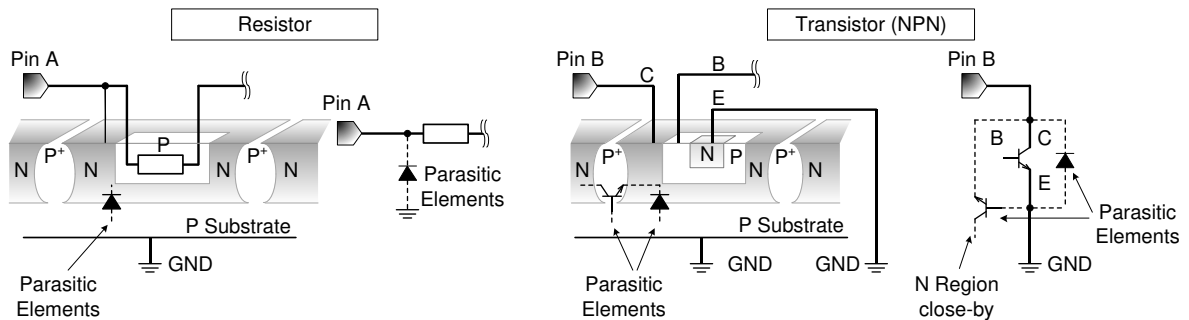 Resistor
Pin A
Pin A
P
N P+ N N P+ N
Parasitic
Elements
P Substrate
GND
Parasitic
Elements
Transistor (NPN)
Pin B
C
B
E
N P+ N N P P+ N
P Substrate
GND
GND
Parasitic
Elements
Pin B
B
C
E
Parasitic
Elements
GND
N Region
close-by